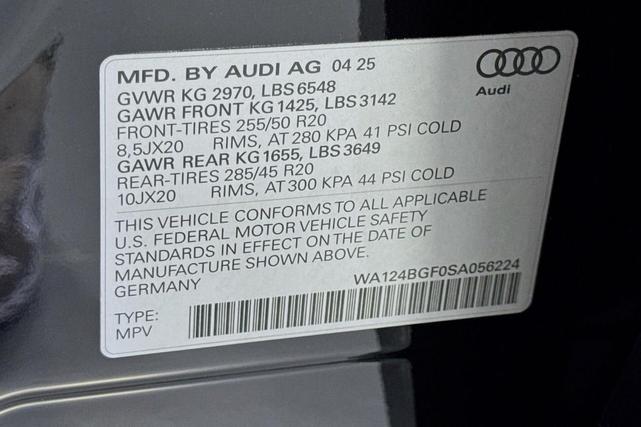 MFD. BY AUDI AG 04 25
Audi
GVWR KG 2970, LBS 6548
GAWR FRONT KG 1425, LBS 3142
FRONT-TIRES 255/50 R20
8,5JX20 RIMS, AT 280 KPA 41 PSI COLD
GAWR REAR KG 1655, LBS 3649
REAR-TIRES 285/45 R20
10JX20 RIMS, AT 300 KPA 44 PSI COLD
THIS VEHICLE CONFORMS TO ALL APPLICABLE
U.S. FEDERAL MOTOR VEHICLE SAFETY
STANDARDS IN EFFECT ON THE DATE OF
MANUFACTURE SHOWN ABOVE.
GERMANY WA124BGF0SA056224
TYPE:
MPV